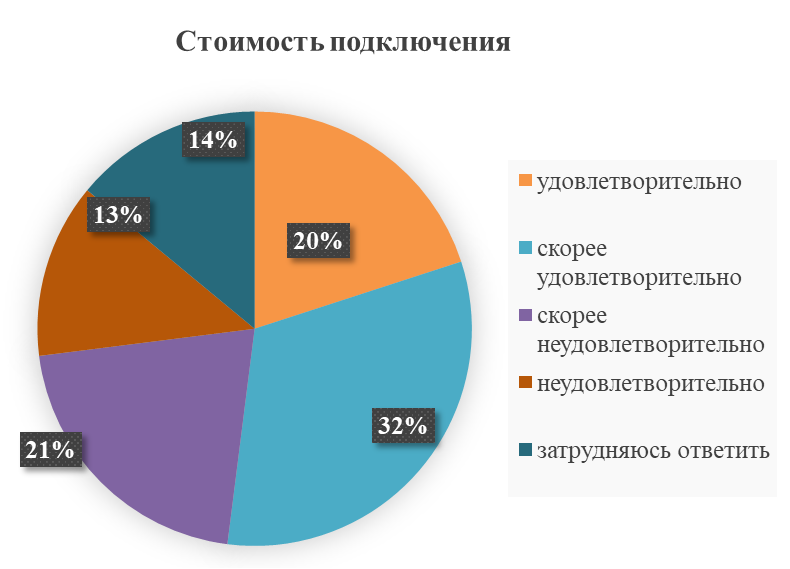 Стоимость подключения
14%
13%
20%
32%
21%
удовлетворительно
скорее
удовлетворительно
скорее
неудовлетворительно
неудовлетворительно
затрудняюсь ответить